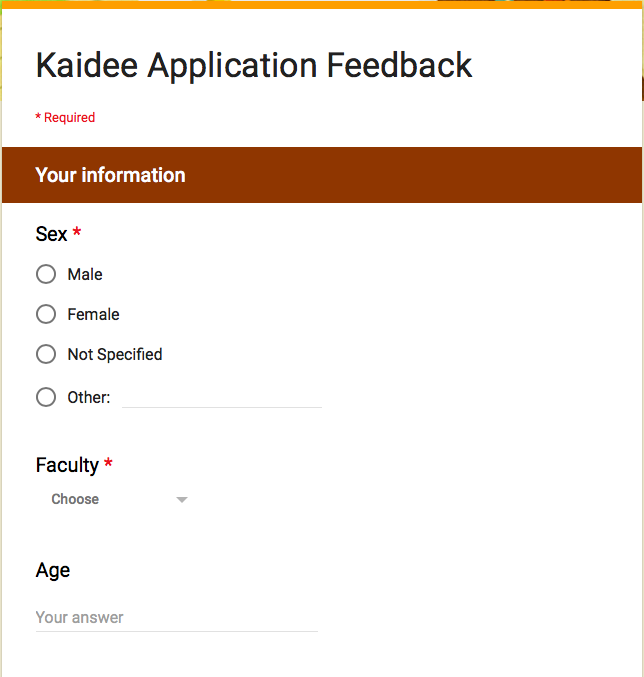 Kaidee Application Feedback
* Required
Your information
Sex *
Male
Female
Not Specified
Other:
Faculty *
Choose
Age
Your answer